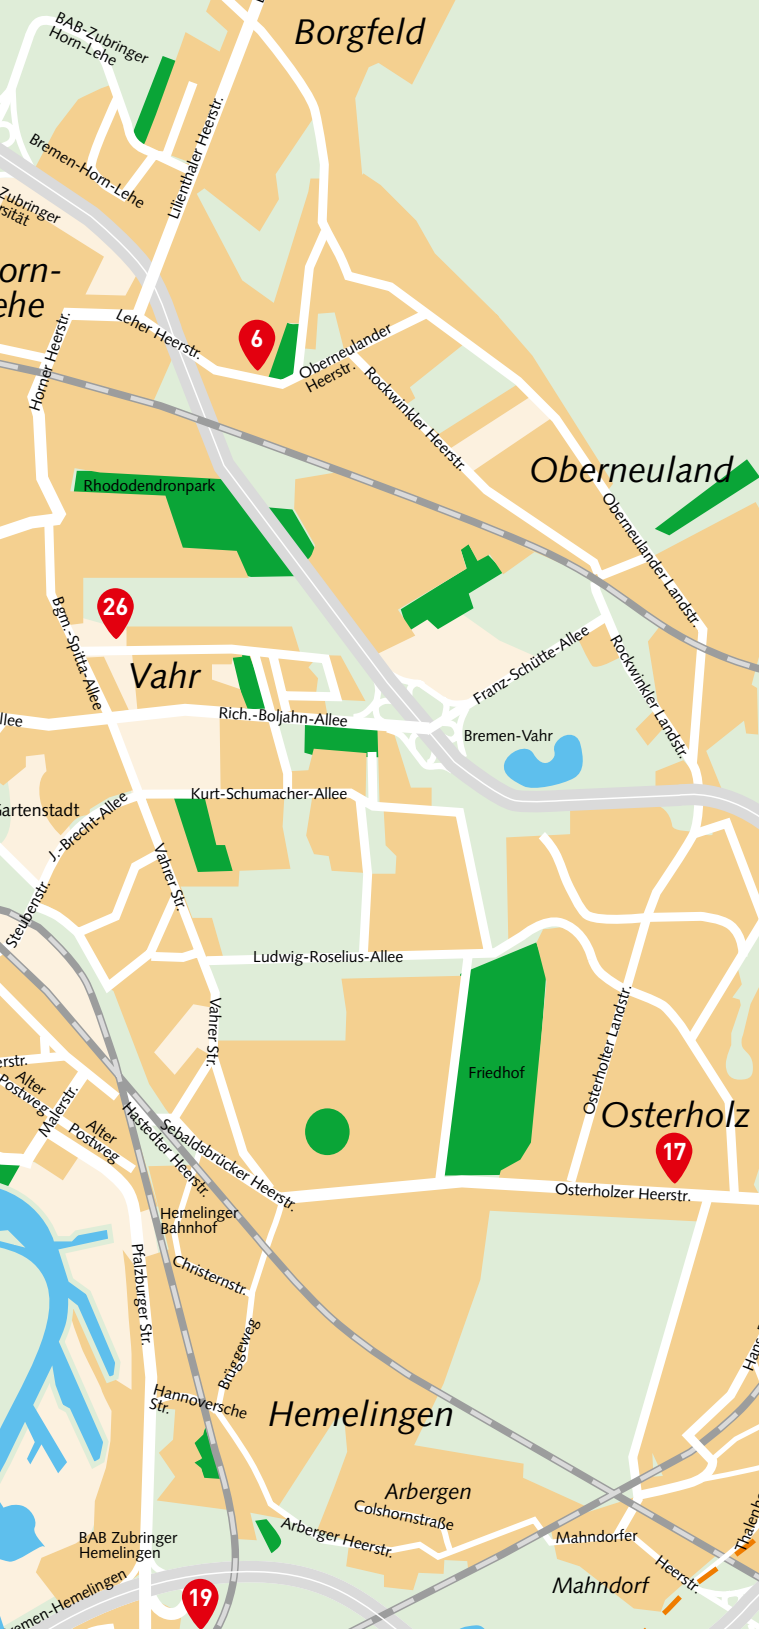 Borgfeld
BAB-Zubringer
Horn-Lehe
Lilienthaler Heerstr.
Bremen-Horn-Lehe
Zubringer
rsität
orn-
ehe
Horner Heerstr.
Leher Heerstr.
6
Oberneulander
Heerstr.
Rockwinkler Heerstr.
Oberneuland
Rhododendronpark
Oberneulander Landstr.
26
Bgm.-Spitta-Allee
Vahr
Franz-Schütte-Allee
Rockwinkler Landstr.
llee
Rich.-Boljahn-Allee
Bremen-Vahr
Kurt-Schumacher-Allee
Gartenstadt
J.-Brecht-Allee
Vahrer Str.
Steubenstr.
Ludwig-Roselius-Allee
Vahrer Str.
Osterholter Landstr.
Friedhof
erstr.
Alter
Postweg
Malerstr.
Alter
Postweg
Hastedter Heerstr.
Sebaldsbrücker Heerstr.
Osterholz
17
Osterholzer Heerstr.
Hemelinger
Bahnhof
Pfalzburger Str.
Christernstr.
Brüggeweg
Hans-
Hannoversche
Str.
Hemelingen
Arbergen
Colshornstraße
Arberger Heerstr.
Mahndorfer
Heerstr.
Thalenh
BAB Zubringer
Hemelingen
Mahndorf
emen-Hemelingen
19